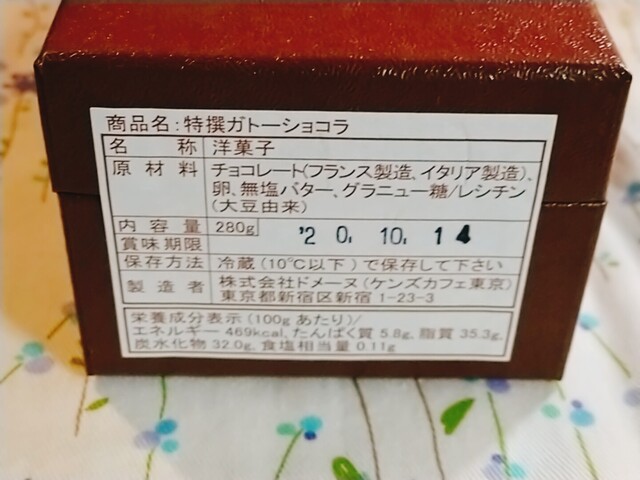 商品名:特撰ガトーショコラ
名 称 洋菓子
原 材 料 チョコレート(フランス製造、イタリア製造)、
卵、無塩バター、グラニュー糖/レシチン
(大豆由来)
内 容 量 280g
賞味期限 '20.10.14
保存方法 冷蔵(10℃以下)で保存して下さい
製 造 者 株式会社ドメーヌ(ケンズカフェ東京)
東京都新宿区新宿1-23-3
栄養成分表示(100gあたり)/
エネルギー 469kcal、たんぱく質 5.8g、脂質 35.3g、
炭水化物 32.0g、食塩相当量 0.11g